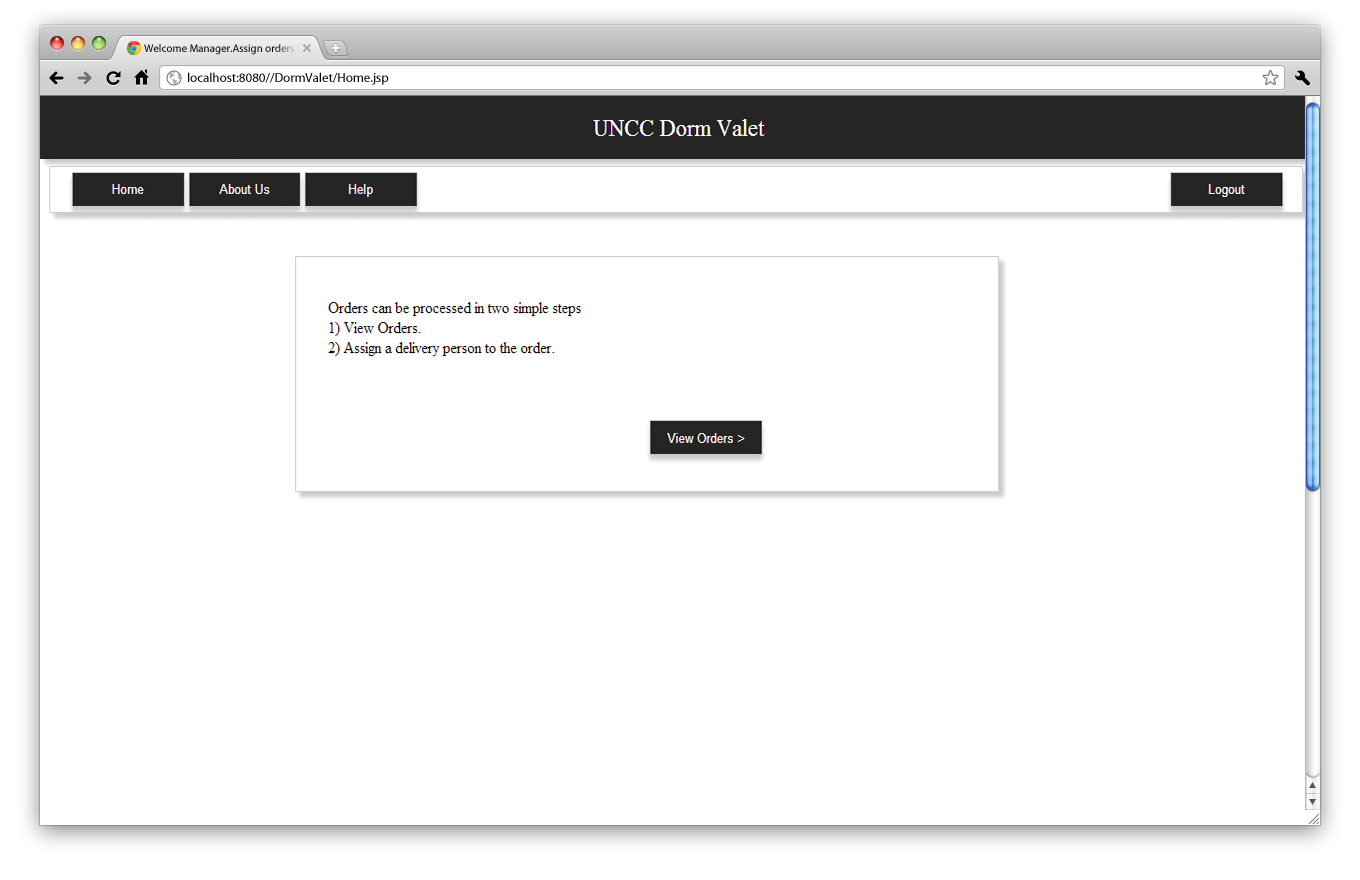 Welcome Manager.Assign orders
localhost:8080//DormValet/Home.jsp
UNCC Dorm Valet
Home About Us Help Logout
Orders can be processed in two simple steps
1) View Orders.
2) Assign a delivery person to the order.
View Orders >